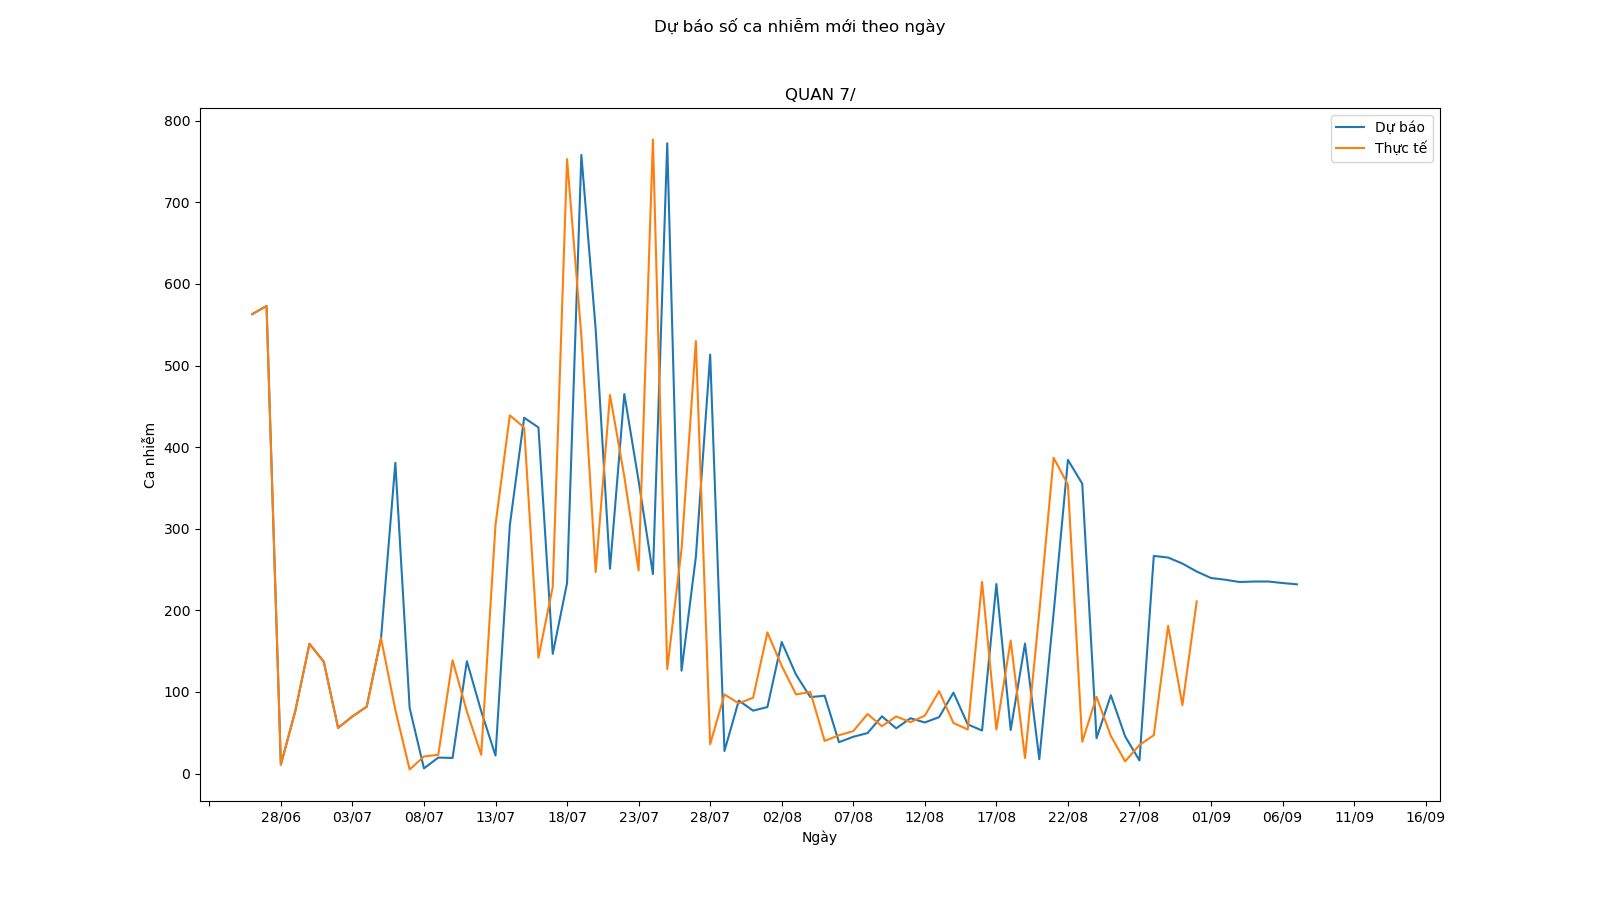 Dự báo số ca nhiễm mới theo ngày
QUAN 7/
Dự báo
Thực tế
800
700
600
500
400
300
200
100
0
Ca nhiễm
28/06 03/07 08/07 13/07 18/07 23/07 28/07 02/08 07/08 12/08 17/08 22/08 27/08 01/09 06/09 11/09 16/09
Ngày